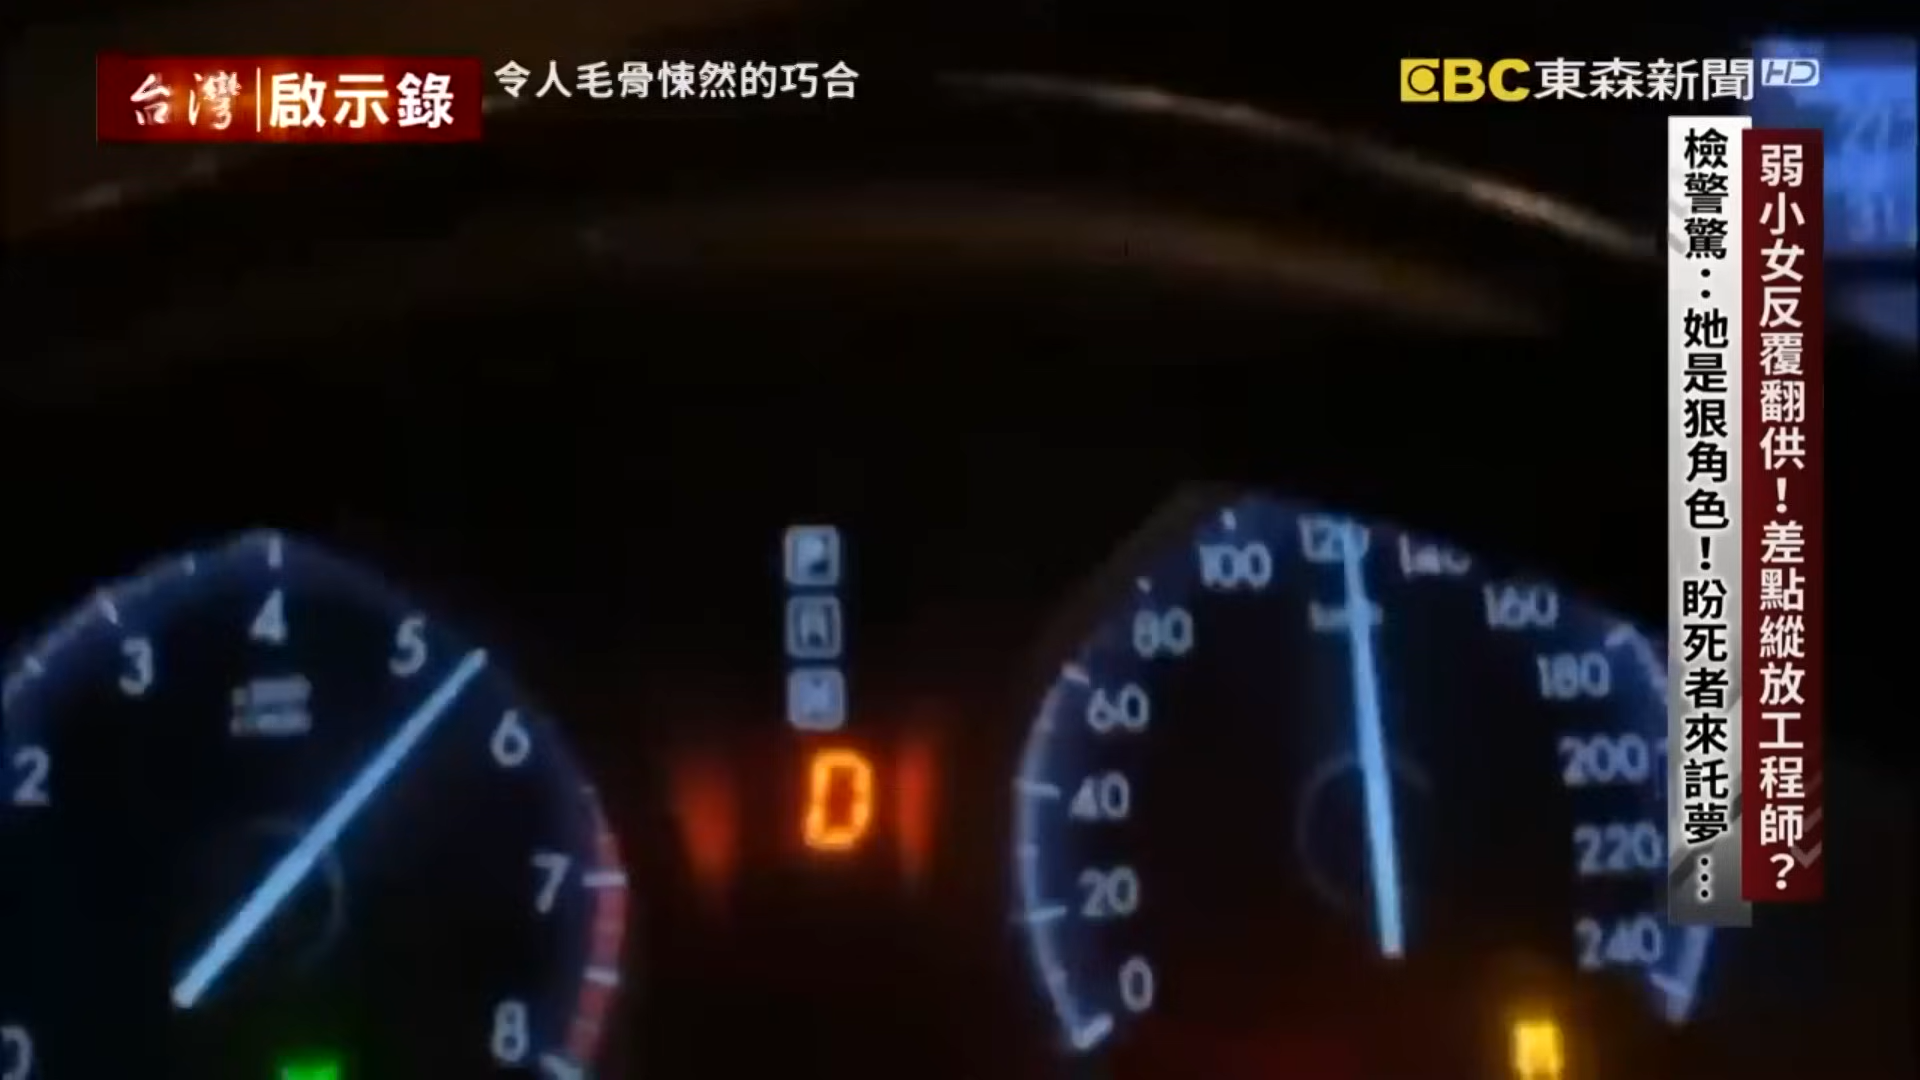 台灣 啟示錄
令人毛骨悚然的巧合
EBC 東森新聞 HD
弱小女反覆翻供！差點縱放工程師？
檢警驚：她是狠角色！盼死者來託夢…
2
3
4
5
6
7
8
P
R
N
D
0
20
40
60
80
100
120
140
160
180
200
220
240